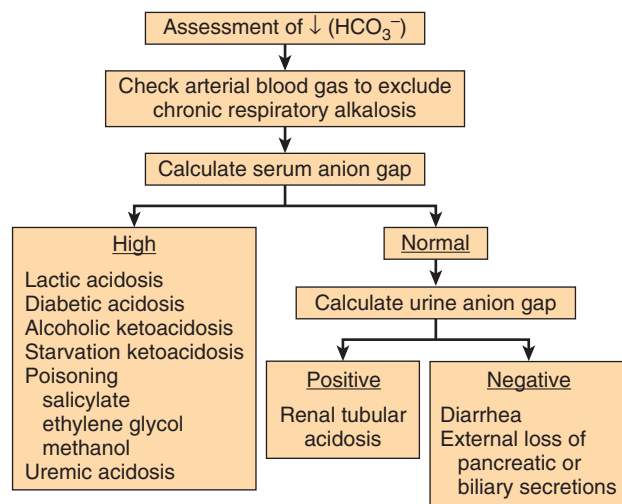 Assessment of ↓ (HCO₃⁻)
Check arterial blood gas to exclude
chronic respiratory alkalosis
Calculate serum anion gap
High
Lactic acidosis
Diabetic acidosis
Alcoholic ketoacidosis
Starvation ketoacidosis
Poisoning
salicylate
ethylene glycol
methanol
Uremic acidosis
Normal
Calculate urine anion gap
Positive
Renal tubular
acidosis
Negative
Diarrhea
External loss of
pancreatic or
biliary secretions